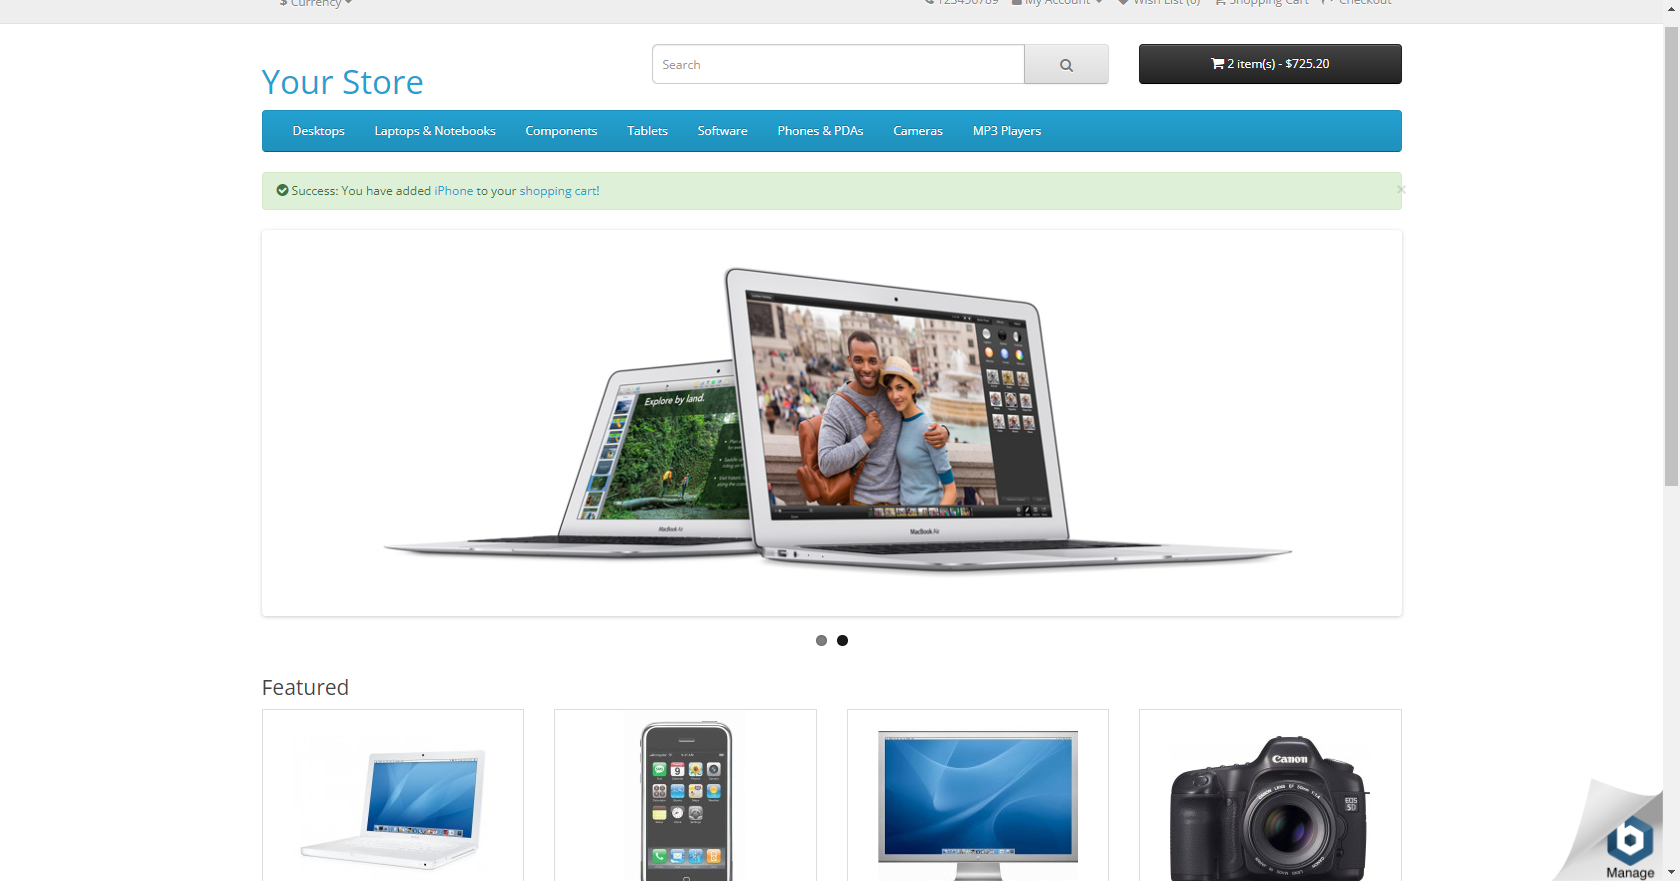 $ Currency
123456789 My Account Wish List (0) Shopping Cart Checkout
Your Store
Search
2 item(s) - $725.20
Desktops Laptops & Notebooks Components Tablets Software Phones & PDAs Cameras MP3 Players
Success: You have added iPhone to your shopping cart!
×
Explore by land.
MacBook Air
MacBook Air
Featured
Canon
EOS
5D
Manage